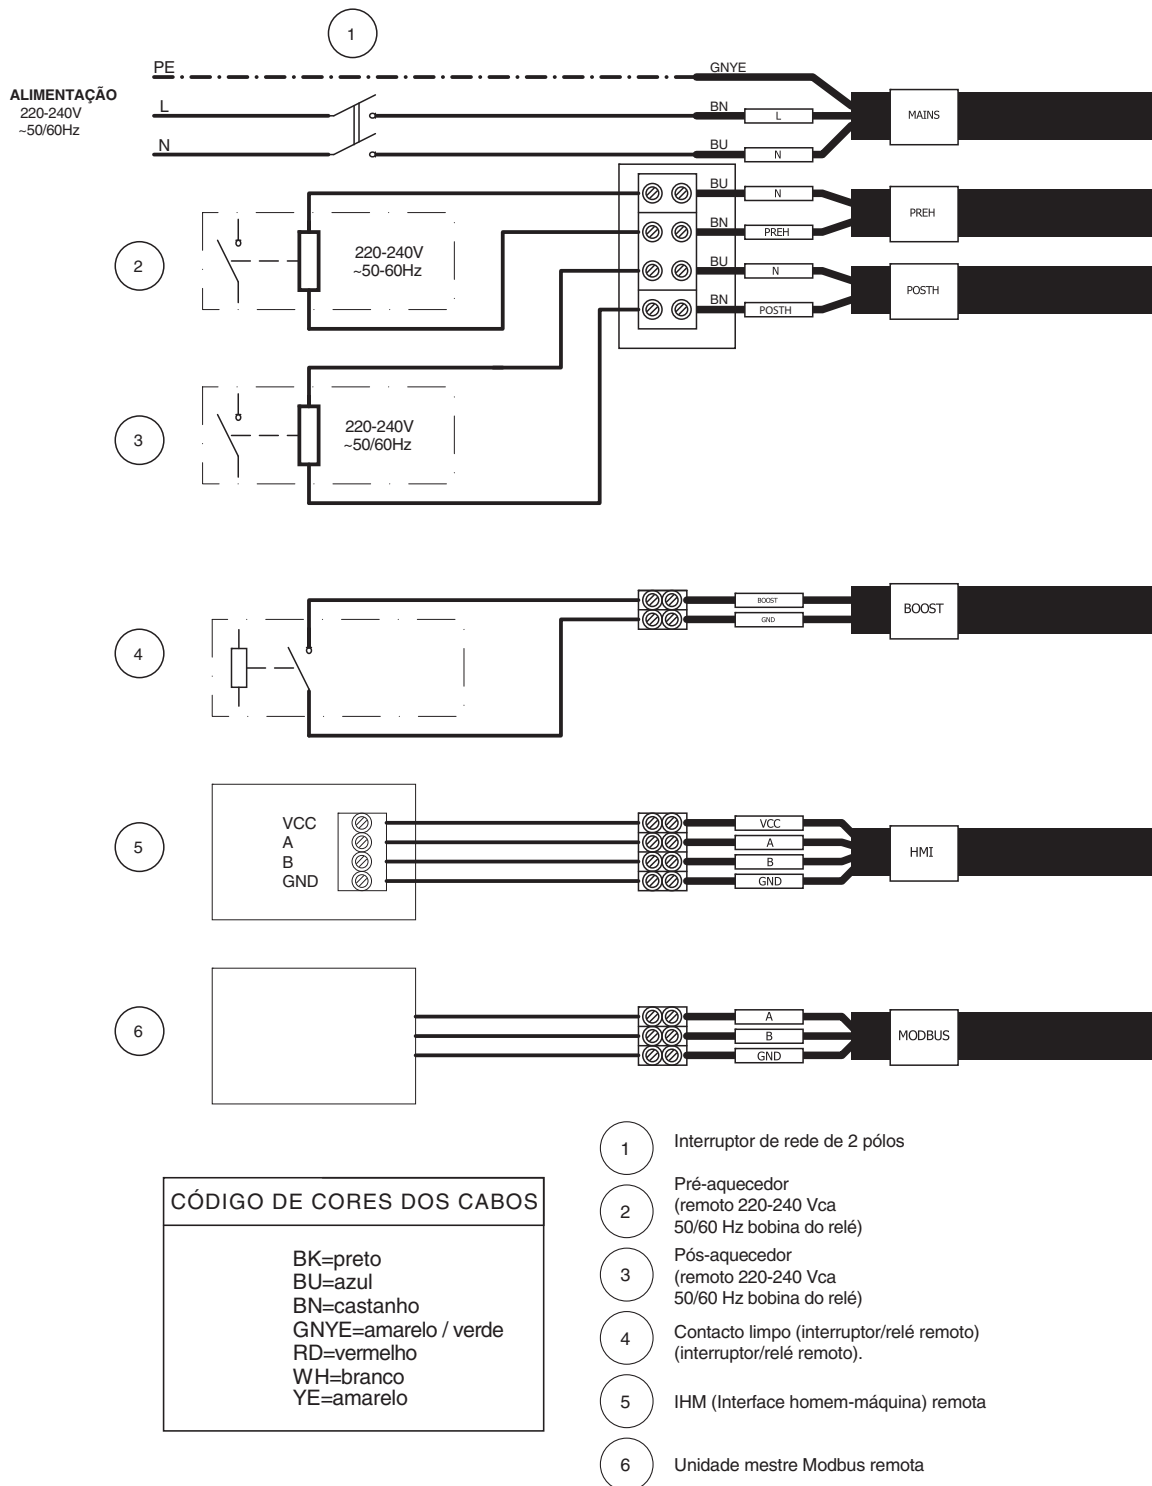 1
PE
GNYE
ALIMENTAÇÃO
220-240V
~50/60Hz
L
BN
L
MAINS
N
BU
N
BU
N
PREH
2
220-240V
~50-60Hz
BN
PREH
BU
N
POSTH
BN
POSTH
3
220-240V
~50/60Hz
BOOST
GND
BOOST
4
5
VCC
A
B
GND
VCC
A
B
GND
HMI
6
A
B
GND
MODBUS
CÓDIGO DE CORES DOS CABOS
BK=preto
BU=azul
BN=castanho
GNYE=amarelo / verde
RD=vermelho
WH=branco
YE=amarelo
1
Interruptor de rede de 2 pólos
2
Pré-aquecedor
(remoto 220-240 Vca
50/60 Hz bobina do relé)
3
Pós-aquecedor
(remoto 220-240 Vca
50/60 Hz bobina do relé)
4
Contacto limpo (interruptor/relé remoto)
(interruptor/relé remoto).
5
IHM (Interface homem-máquina) remota
6
Unidade mestre Modbus remota